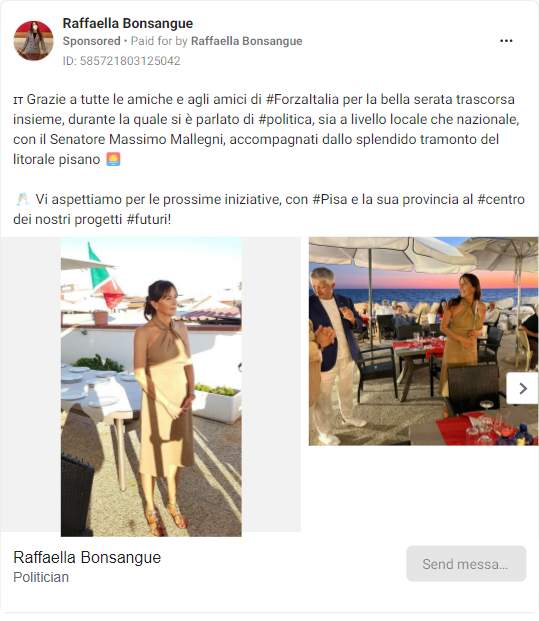 Raffaella Bonsangue
Sponsored • Paid for by Raffaella Bonsangue
ID: 585721803125042
IT Grazie a tutte le amiche e agli amici di #ForzaItalia per la bella serata trascorsa
insieme, durante la quale si è parlato di #politica, sia a livello locale che nazionale,
con il Senatore Massimo Mallegni, accompagnati dallo splendido tramonto del
litorale pisano 🌅
🥂 Vi aspettiamo per le prossime iniziative, con #Pisa e la sua provincia al #centro
dei nostri progetti #futuri!
Raffaella Bonsangue
Politician
Send messa...